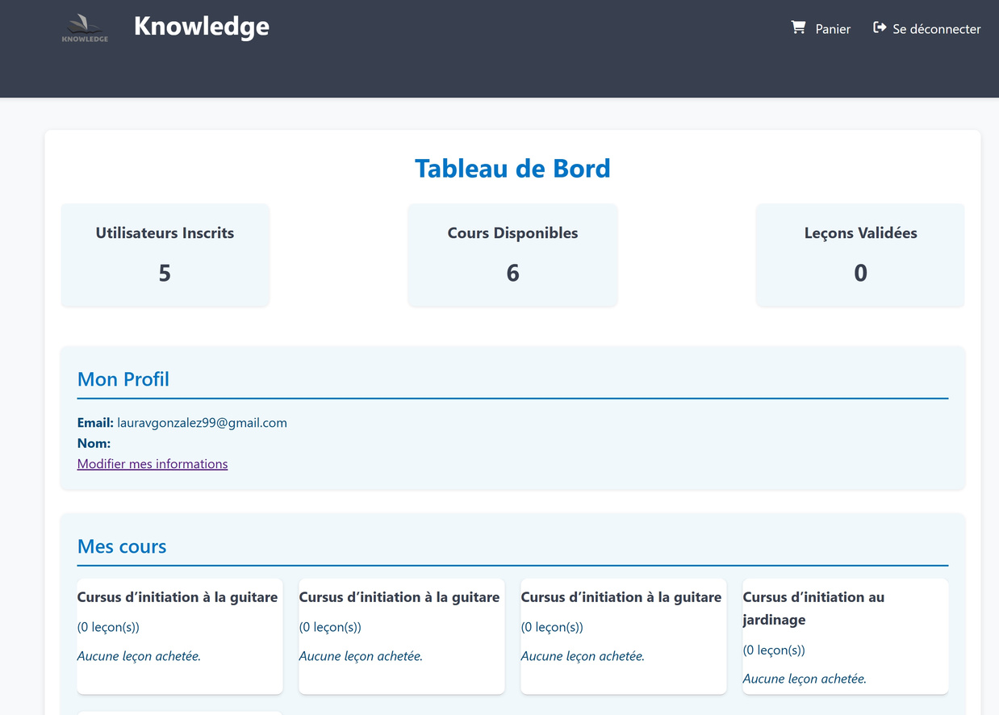 KNOWLEDGE
Knowledge
Panier
Se déconnecter
Tableau de Bord
Utilisateurs Inscrits
5
Cours Disponibles
6
Leçons Validées
0
Mon Profil
Email: lauravgonzalez99@gmail.com
Nom:
Modifier mes informations
Mes cours
Cursus d’initiation à la guitare
(0 leçon(s))
Aucune leçon achetée.
Cursus d’initiation à la guitare
(0 leçon(s))
Aucune leçon achetée.
Cursus d’initiation à la guitare
(0 leçon(s))
Aucune leçon achetée.
Cursus d’initiation au
jardinage
(0 leçon(s))
Aucune leçon achetée.